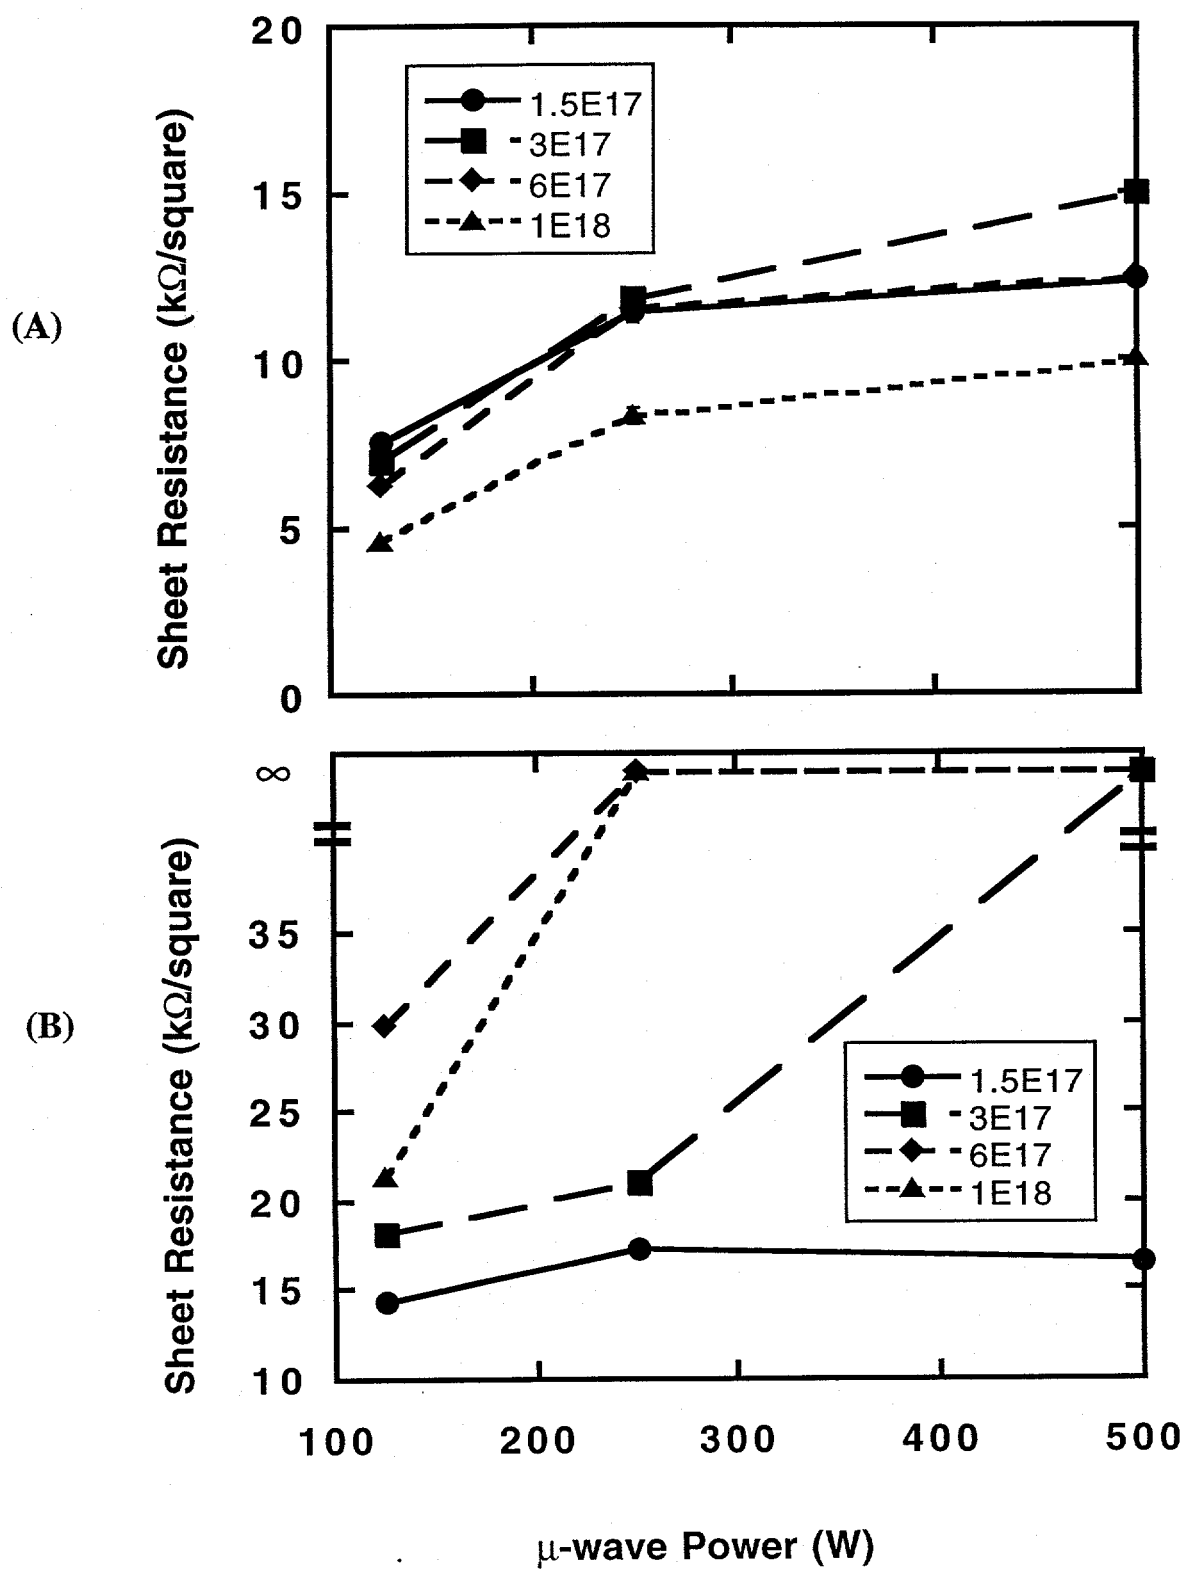 (A)
Sheet Resistance (kΩ/square)
20
15
10
5
0
1.5E17
3E17
6E17
1E18
(B)
Sheet Resistance (kΩ/square)
∞
35
30
25
20
15
10
1.5E17
3E17
6E17
1E18
100 200 300 400 500
μ-wave Power (W)